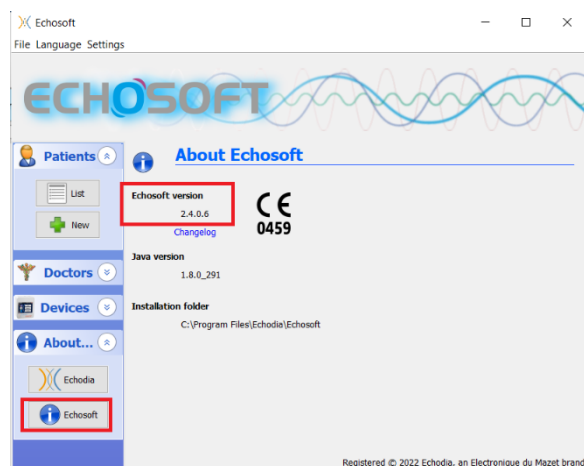 Echosoft
File Language Settings
ECHOSOFT
Patients
About Echosoft
List
New
Echosoft version
2.4.0.6
Changelog
CE
0459
Java version
1.8.0_291
Doctors
Devices
Installation folder
C:\Program Files\Echodia\Echosoft
About...
Echodia
Echosoft
Registered © 2022 Echodia, an Electronique du Mazet brand